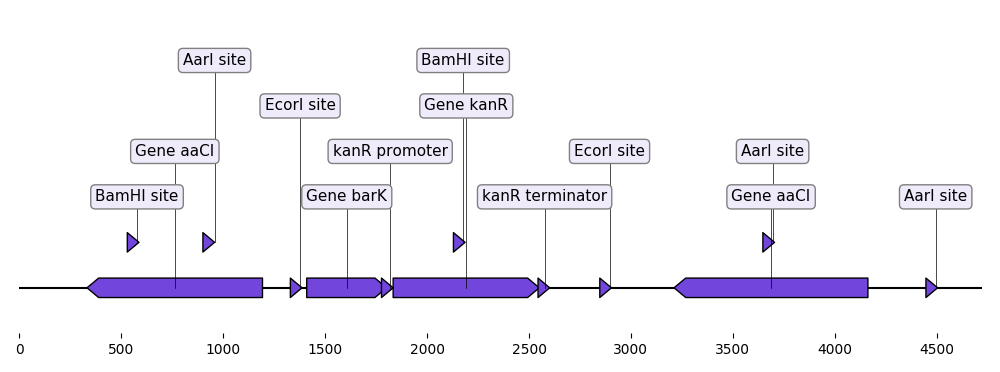 AarI site
BamHI site
EcorI site
Gene kanR
Gene aaCI
kanR promoter
EcorI site
AarI site
BamHI site
Gene barK
kanR terminator
Gene aaCI
AarI site
0 500 1000 1500 2000 2500 3000 3500 4000 4500